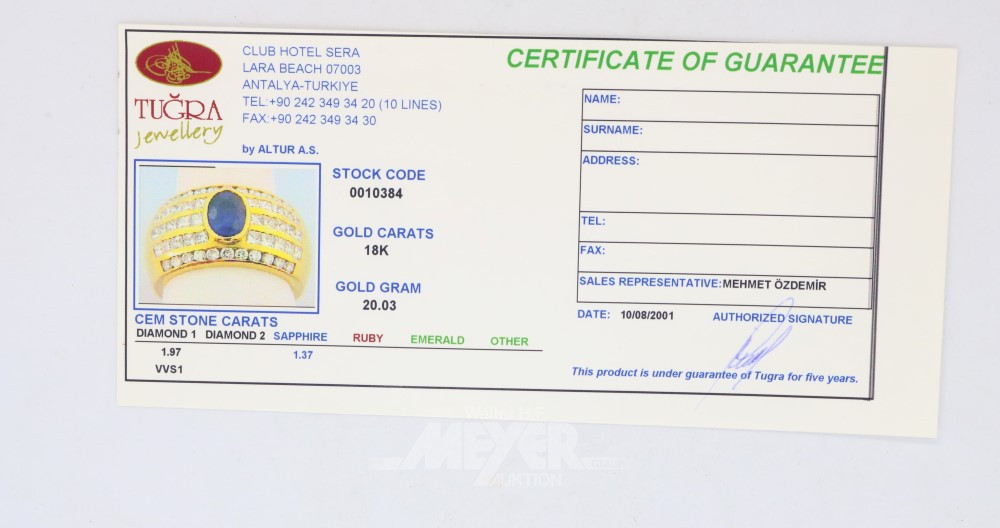 TUĞRA
jewellery
CLUB HOTEL SERA
LARA BEACH 07003
ANTALYA-TURKIYE
TEL:+90 242 349 34 20 (10 LINES)
FAX:+90 242 349 34 30
by ALTUR A.S.
STOCK CODE
0010384
GOLD CARATS
18K
GOLD GRAM
20.03
CEM STONE CARATS
DIAMOND 1 DIAMOND 2 SAPPHIRE RUBY EMERALD OTHER
1.97 1.37
VVS1
CERTIFICATE OF GUARANTEE
NAME:
SURNAME:
ADDRESS:
TEL:
FAX:
SALES REPRESENTATIVE:MEHMET ÖZDEMİR
DATE: 10/08/2001 AUTHORIZED SIGNATURE
This product is under guarantee of Tugra for five years.
MEYER
AUKTION